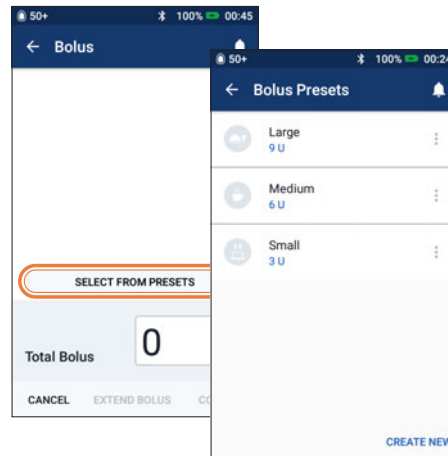 50+ 100% 00:45
Bolus
SELECT FROM PRESETS
Total Bolus 0
CANCEL EXTEND BOLUS
50+ 100% 00:24
Bolus Presets
Large
9 U
Medium
6 U
Small
3 U
CREATE NEW